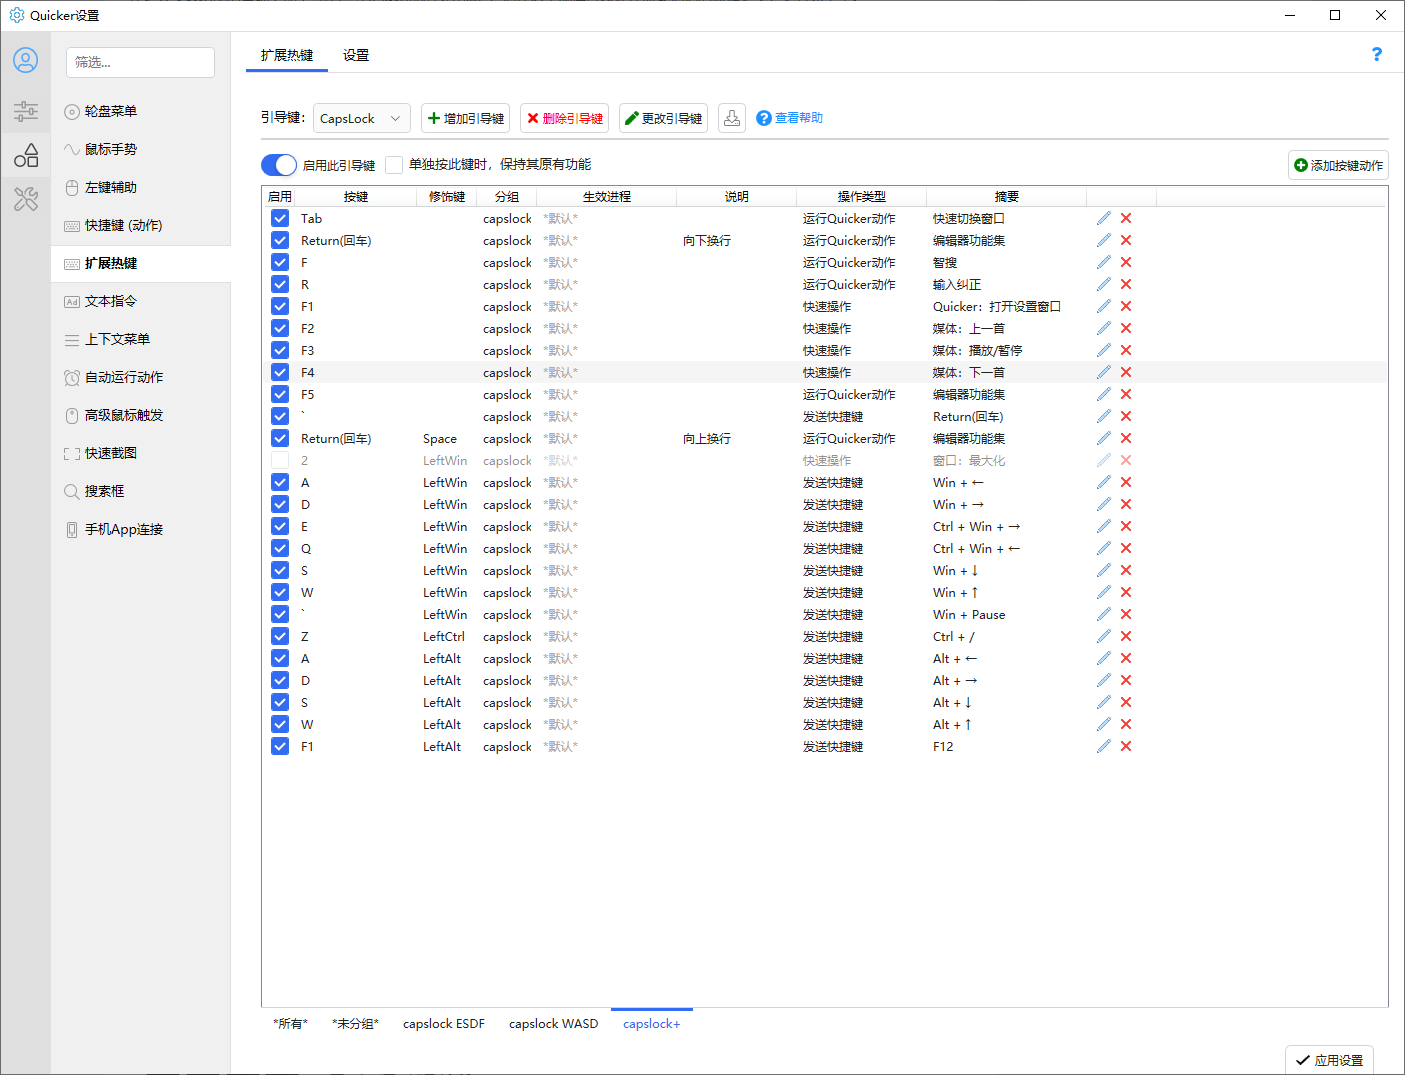 Quicker设置
筛选...
轮盘菜单
鼠标手势
左键辅助
快捷键 (动作)
扩展热键
文本指令
上下文菜单
自动运行动作
高级鼠标触发
快速截图
搜索框
手机App连接
扩展热键 设置 ?
引导键： CapsLock 增加引导键 删除引导键 更改引导键 查看帮助
启用此引导键 单独按此键时，保持其原有功能 添加按键动作
启用 按键 修饰键 分组 生效进程 说明 操作类型 摘要
Tab capslock *默认* 运行Quicker动作 快速切换窗口
Return(回车) capslock *默认* 向下换行 运行Quicker动作 编辑器功能集
F capslock *默认* 运行Quicker动作 智搜
R capslock *默认* 运行Quicker动作 输入纠正
F1 capslock *默认* 快速操作 Quicker：打开设置窗口
F2 capslock *默认* 快速操作 媒体：上一首
F3 capslock *默认* 快速操作 媒体：播放/暂停
F4 capslock *默认* 快速操作 媒体：下一首
F5 capslock *默认* 运行Quicker动作 编辑器功能集
` capslock *默认* 发送快捷键 Return(回车)
Return(回车) Space capslock *默认* 向上换行 运行Quicker动作 编辑器功能集
2 LeftWin capslock *默认* 快速操作 窗口：最大化
A LeftWin capslock *默认* 发送快捷键 Win + ←
D LeftWin capslock *默认* 发送快捷键 Win + →
E LeftWin capslock *默认* 发送快捷键 Ctrl + Win + →
Q LeftWin capslock *默认* 发送快捷键 Ctrl + Win + ←
S LeftWin capslock *默认* 发送快捷键 Win + ↓
W LeftWin capslock *默认* 发送快捷键 Win + ↑
` LeftWin capslock *默认* 发送快捷键 Win + Pause
Z LeftCtrl capslock *默认* 发送快捷键 Ctrl + /
A LeftAlt capslock *默认* 发送快捷键 Alt + ←
D LeftAlt capslock *默认* 发送快捷键 Alt + →
S LeftAlt capslock *默认* 发送快捷键 Alt + ↓
W LeftAlt capslock *默认* 发送快捷键 Alt + ↑
F1 LeftAlt capslock *默认* 发送快捷键 F12
*所有* *未分组* capslock ESDF capslock WASD capslock+
应用设置